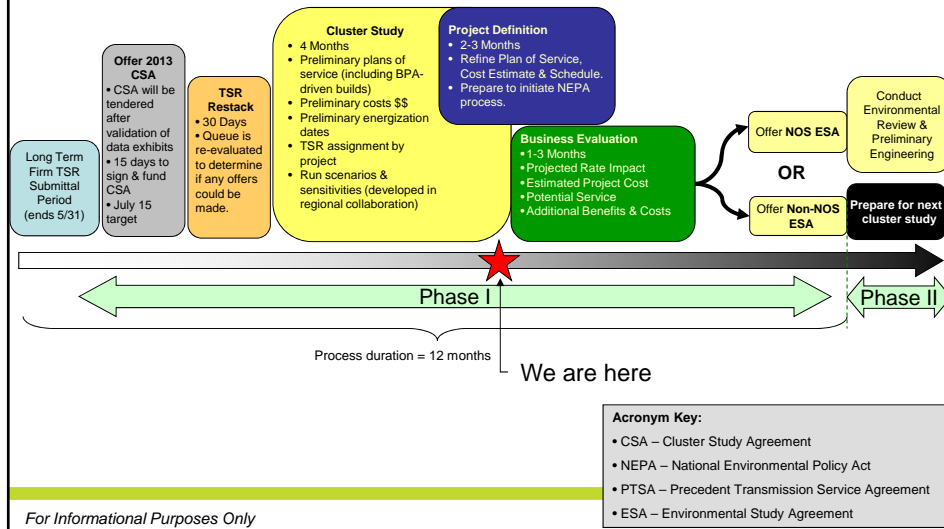 Long Term
Firm TSR
Submittal
Period
(ends 5/31)
Offer 2013
CSA
• CSA will be
tendered
after
validation of
data exhibits
• 15 days to
sign & fund
CSA
• July 15
target
TSR
Restack
• 30 Days
• Queue is
re-evaluated
to determine
if any offers
could be
made.
Cluster Study
• 4 Months
• Preliminary plans of
service (including BPA-
driven builds)
• Preliminary costs $$
• Preliminary energization
dates
• TSR assignment by
project
• Run scenarios &
sensitivities (developed in
regional collaboration)
Project Definition
• 2-3 Months
• Refine Plan of Service,
Cost Estimate & Schedule.
• Prepare to initiate NEPA
process.
Business Evaluation
• 1-3 Months
• Projected Rate Impact
• Estimated Project Cost
• Potential Service
• Additional Benefits & Costs
Offer NOS ESA
OR
Offer Non-NOS
ESA
Conduct
Environmental
Review &
Preliminary
Engineering
Prepare for next
cluster study
Phase I
Phase II
Process duration = 12 months
We are here
Acronym Key:
• CSA – Cluster Study Agreement
• NEPA – National Environmental Policy Act
• PTSA – Precedent Transmission Service Agreement
• ESA – Environmental Study Agreement
For Informational Purposes Only